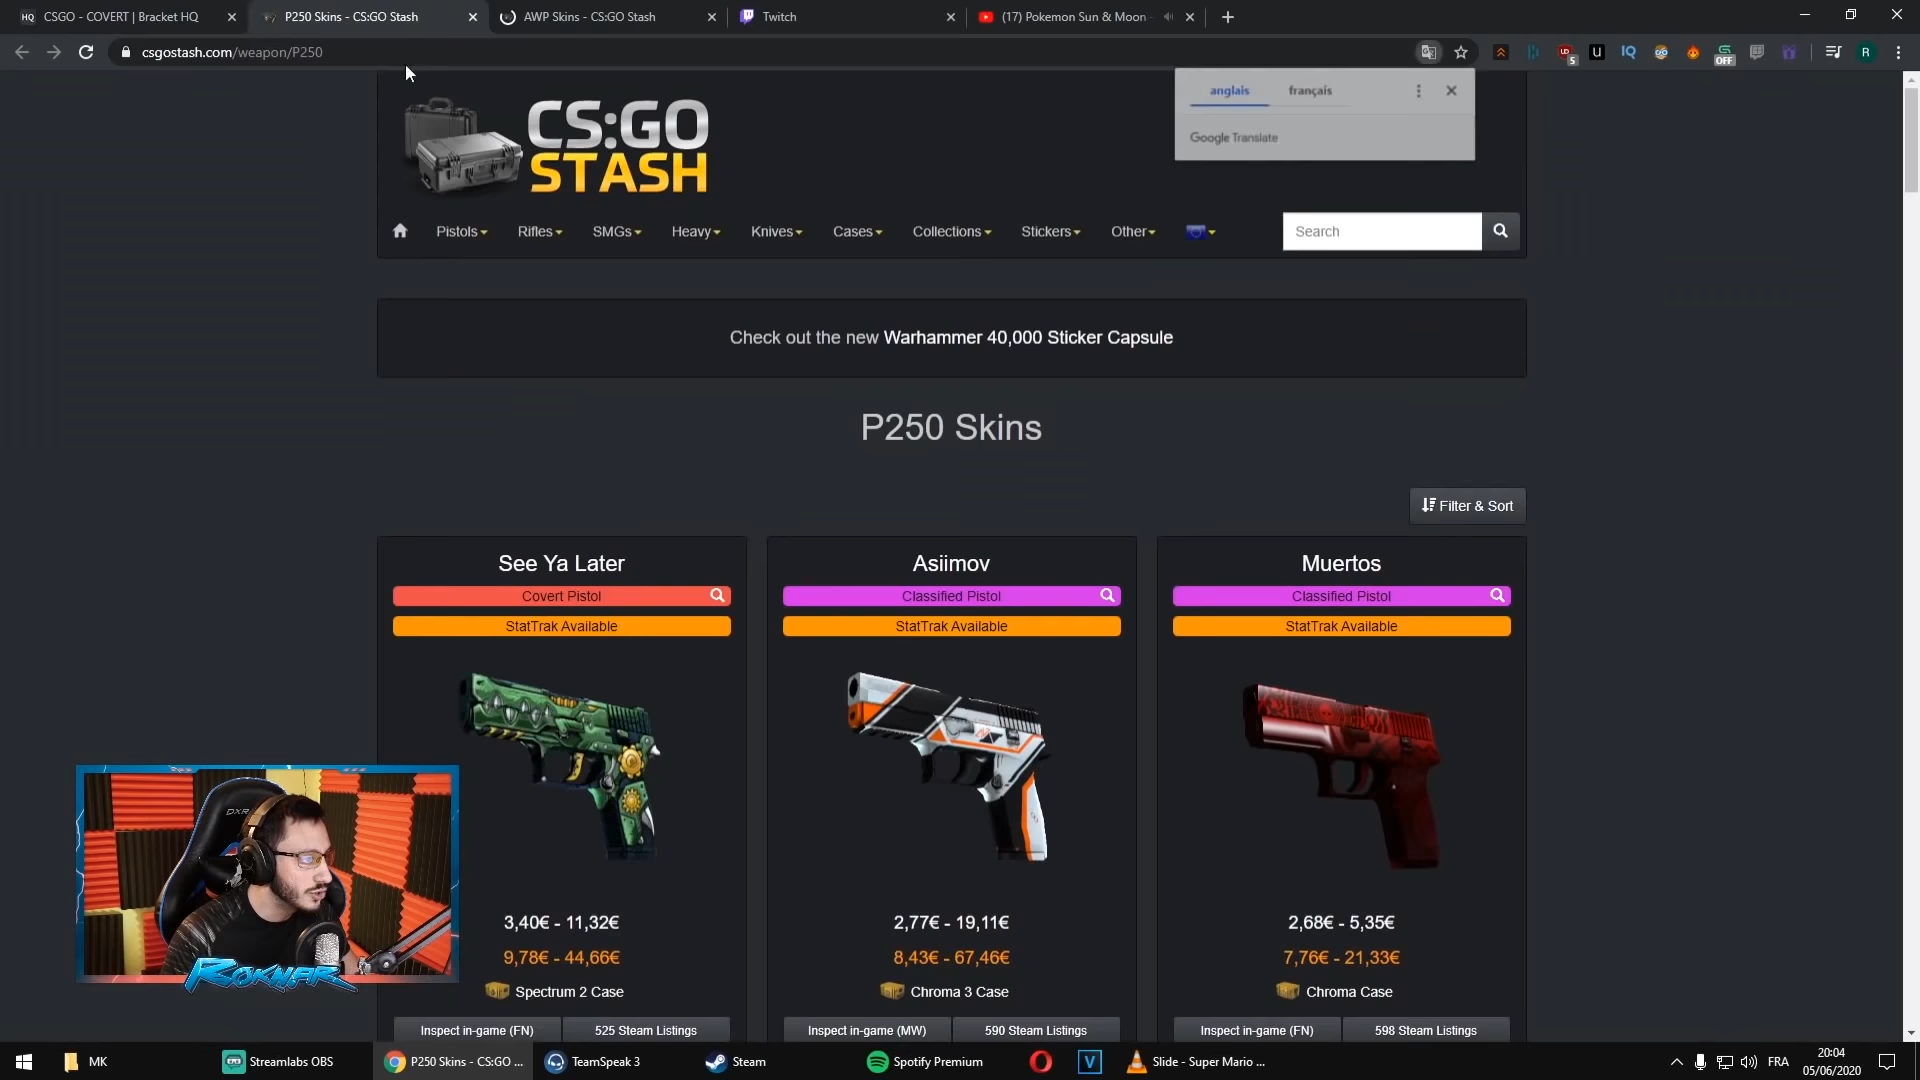 HQ CSGO - COVERT | Bracket HQ
P250 Skins - CS:GO Stash
AWP Skins - CS:GO Stash
Twitch
(17) Pokemon Sun & Moon
csgostash.com/weapon/P250
UD 5
U
IQ
OFF
R
anglais
français
Google Translate
CS:GO
STASH
Pistols
Rifles
SMGs
Heavy
Knives
Cases
Collections
Stickers
Other
Search
Check out the new Warhammer 40,000 Sticker Capsule
P250 Skins
Filter & Sort
See Ya Later
Covert Pistol
StatTrak Available
3,40€ - 11,32€
9,78€ - 44,66€
Spectrum 2 Case
Inspect in-game (FN)
525 Steam Listings
Asiimov
Classified Pistol
StatTrak Available
2,77€ - 19,11€
8,43€ - 67,46€
Chroma 3 Case
Inspect in-game (MW)
590 Steam Listings
Muertos
Classified Pistol
StatTrak Available
2,68€ - 5,35€
7,76€ - 21,33€
Chroma Case
Inspect in-game (FN)
598 Steam Listings
DXR
ROKNAR
MK
Streamlabs OBS
P250 Skins - CS:GO ...
TeamSpeak 3
Steam
Spotify Premium
V
Slide - Super Mario ...
FRA
20:04
05/06/2020